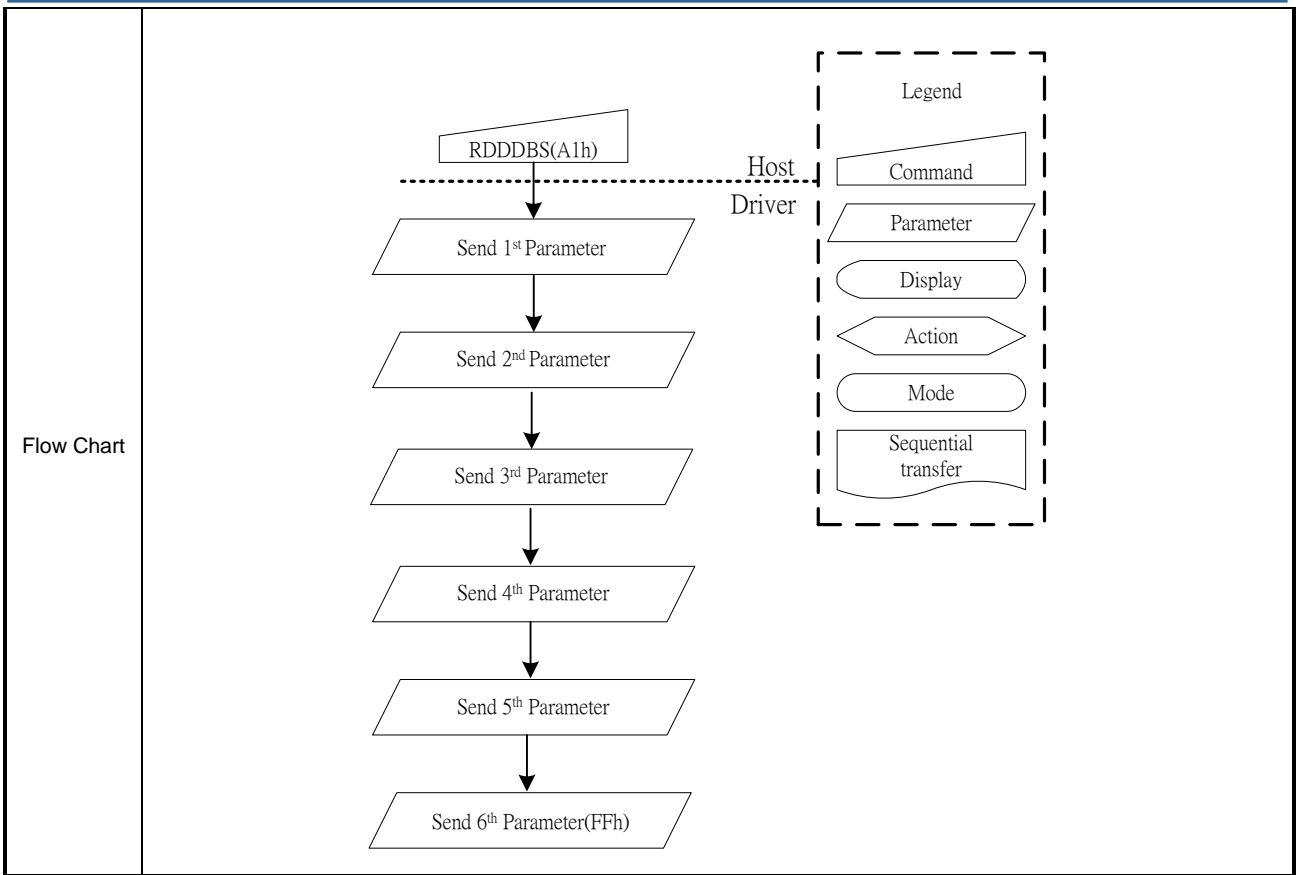 Flow Chart
RDDDBS(A1h)
Host
Driver
Send 1st Parameter
Send 2nd Parameter
Send 3rd Parameter
Send 4th Parameter
Send 5th Parameter
Send 6th Parameter(FFh)
Legend
Command
Parameter
Display
Action
Mode
Sequential
transfer